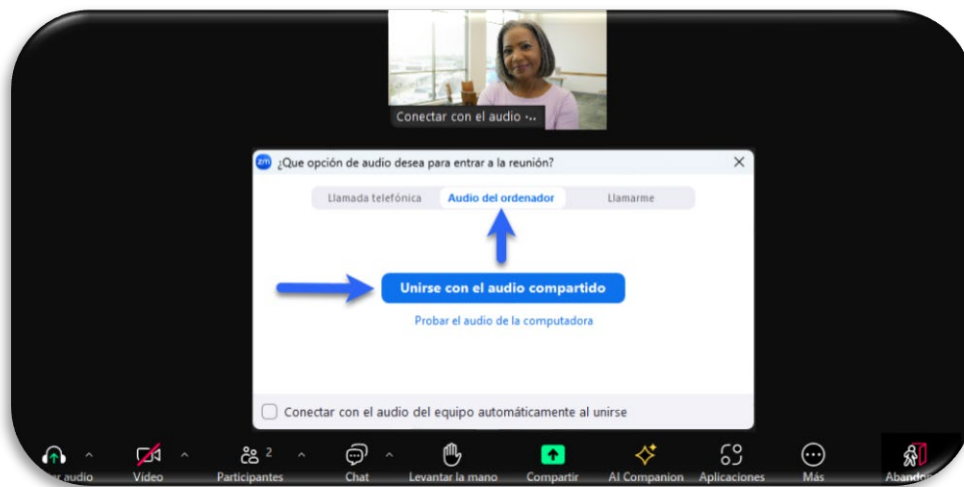 Conectar con el audio ·..
zm ¿Que opción de audio desea para entrar a la reunión?
Llamada telefónica Audio del ordenador Llamarme
Unirse con el audio compartido
Probar el audio de la computadora
Conectar con el audio del equipo automáticamente al unirse
2
audio Vídeo Participantes Chat Levantar la mano Compartir AI Companion Aplicaciones Más